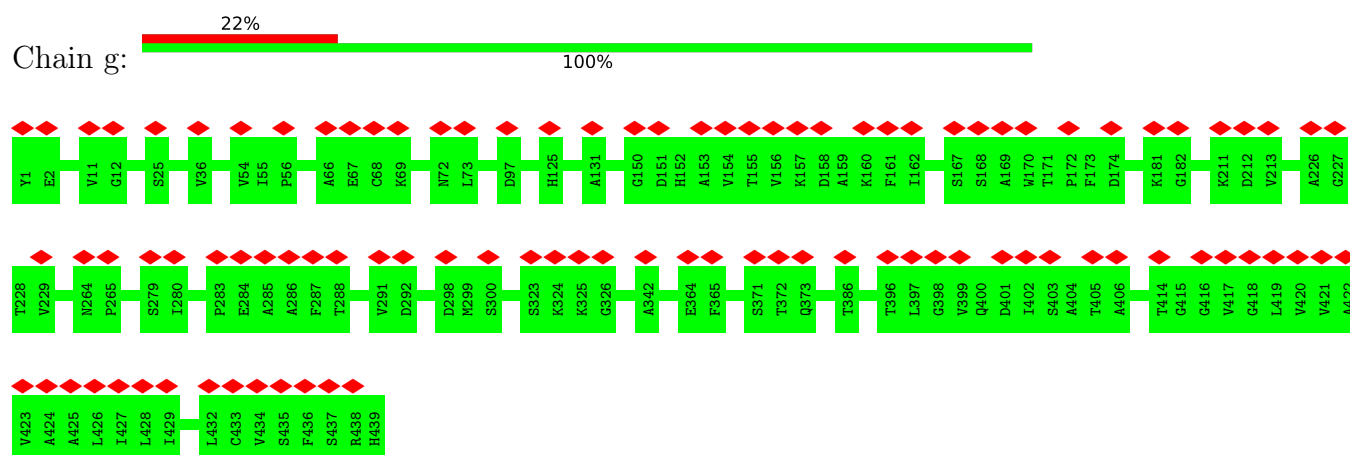 22%
Chain g:
100%
Y1 E2 V11 G12 S25 V36 V54 I55 P56 A66 E67 C68 K69 N72 L73 D97 H125 A131 G150 D151 H152 A153 V154 T155 V156 K157 D158 A159 K160 F161 I162 S167 S168 A169 W170 T171 P172 F173 D174 K181 G182 K211 D212 V213 A226 G227
T228 V229 N264 P265 S279 I280 P283 E284 A285 A286 F287 T288 V291 D292 D298 M299 S300 S323 K324 K325 G326 A342 E364 F365 S371 T372 Q373 T386 T396 L397 G398 V399 Q400 D401 I402 S403 A404 T405 A406 T414 G415 G416 V417 G418 L419 V420 V421 A422
V423 A424 A425 L426 I427 L428 I429 L432 C433 V434 S435 F436 S437 R438 H439